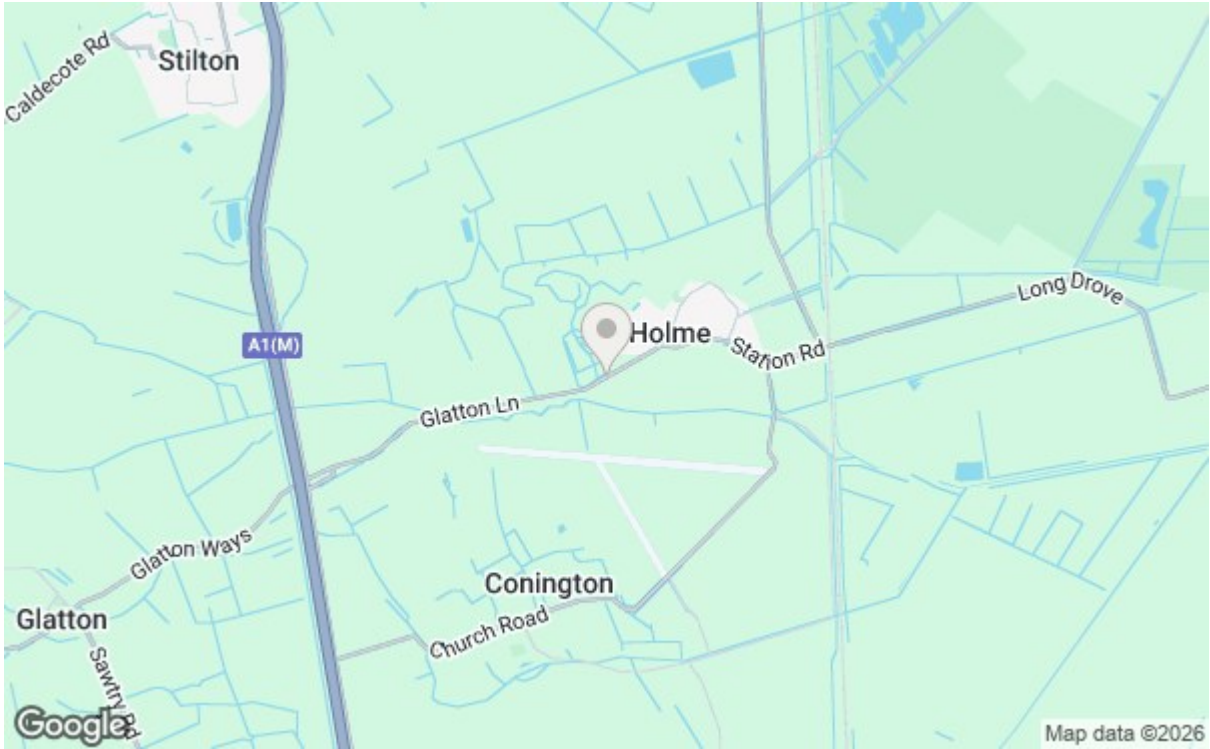 Caldecote Rd
Stilton
Long Drove
Holme
Station Rd
A1(M)
Glatton Ln
Glatton Ways
Conington
Glatton
Church Road
Sawtry Rd
Google
Map data ©2026